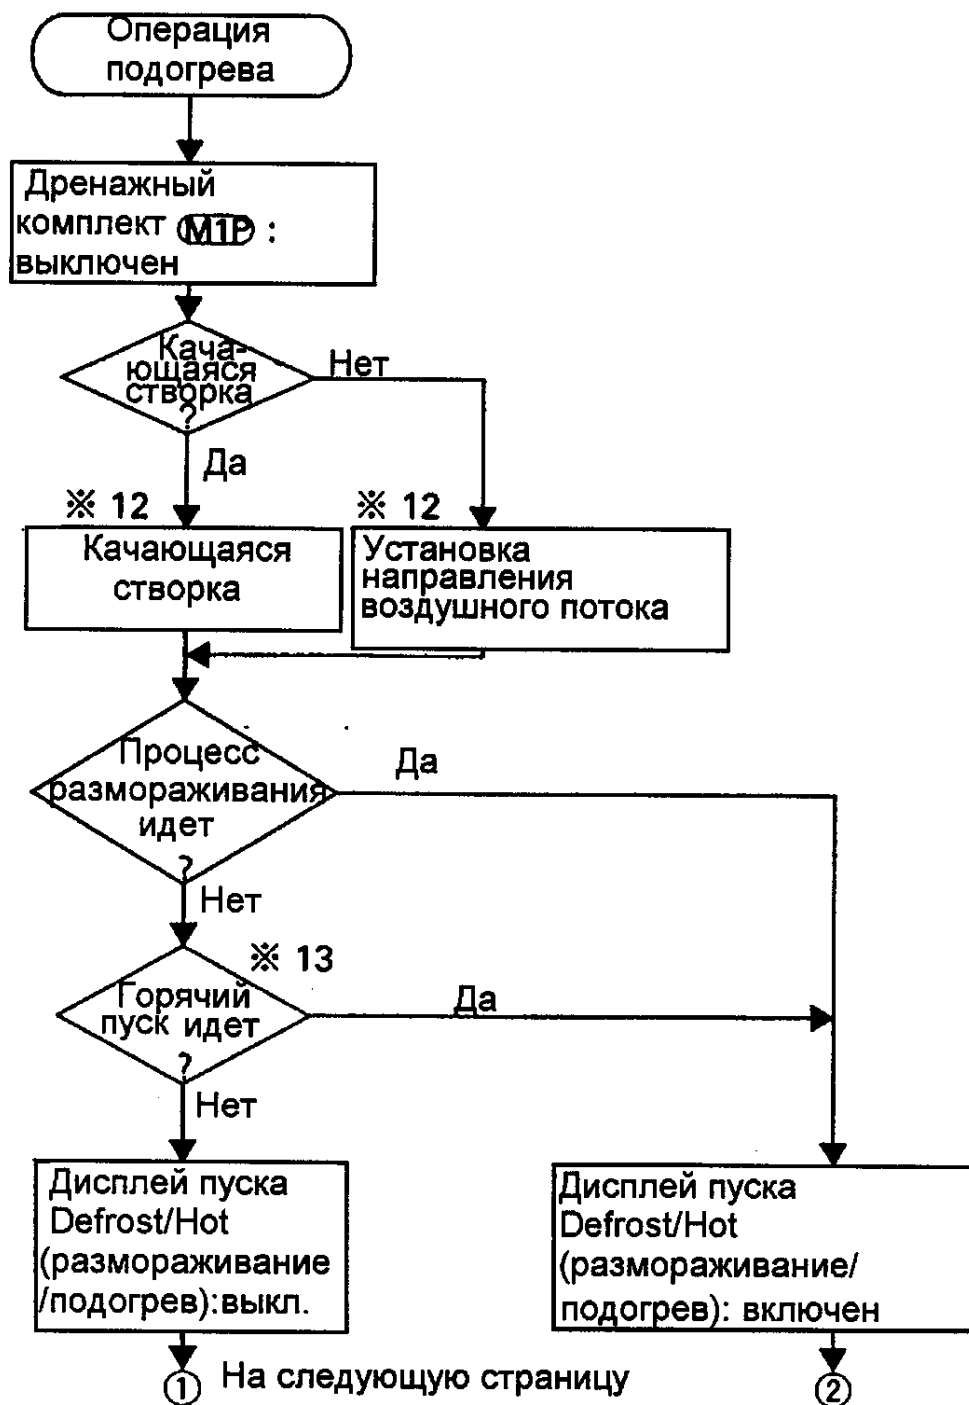 Операция
подогрева
Дренажный
комплект M1P :
выключен
Кача-
ющаяся
створка
?
Нет
Да
※ 12
※ 12
Качающаяся
створка
Установка
направления
воздушного потока
Процесс
размораживания
идет
?
Да
Нет
※ 13
Горячий
пуск идет
?
Да
Нет
Дисплей пуска
Defrost/Hot
(размораживание
/подогрев):выкл.
Дисплей пуска
Defrost/Hot
(размораживание/
подогрев): включен
① На следующую страницу
②